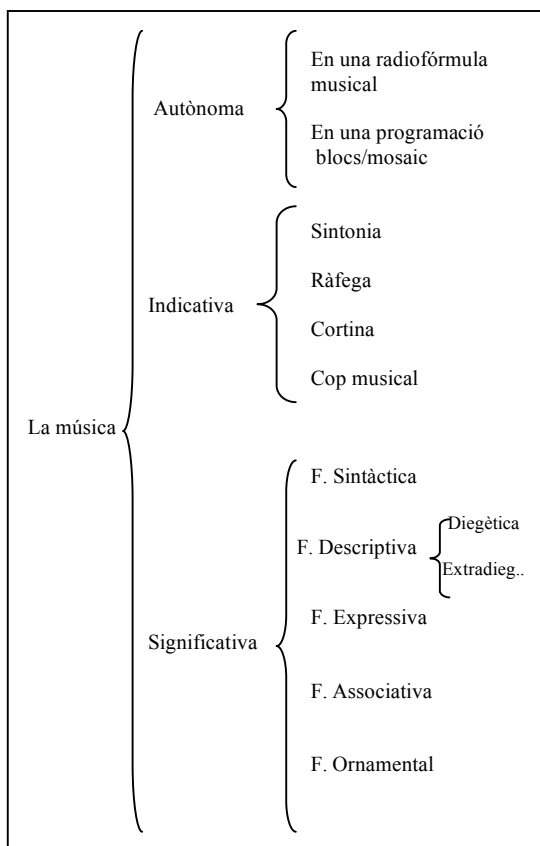 La música
Autònoma
En una radiofórmula
musical
En una programació
blocs/mosaic
Indicativa
Sintonia
Ràfega
Cortina
Cop musical
Significativa
F. Sintàctica
F. Descriptiva
Diegètica
Extradieg..
F. Expressiva
F. Associativa
F. Ornamental